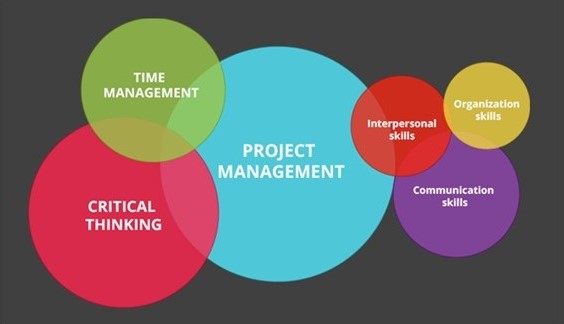 TIME
MANAGEMENT
CRITICAL
THINKING
PROJECT
MANAGEMENT
Interpersonal
skills
Organization
skills
Communication
skills